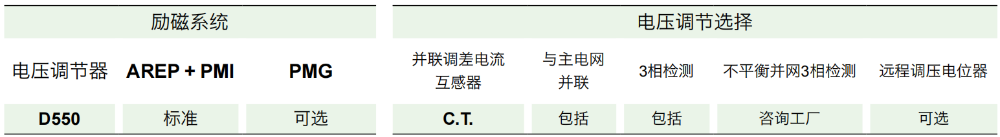 励磁系统
电压调节选择
电压调节器
AREP + PMI
PMG
并联调差电流
互感器
与主电网
并联
3相检测
不平衡并网3相检测
远程调压电位器
D550
标准
可选
C.T.
包括
包括
咨询工厂
可选